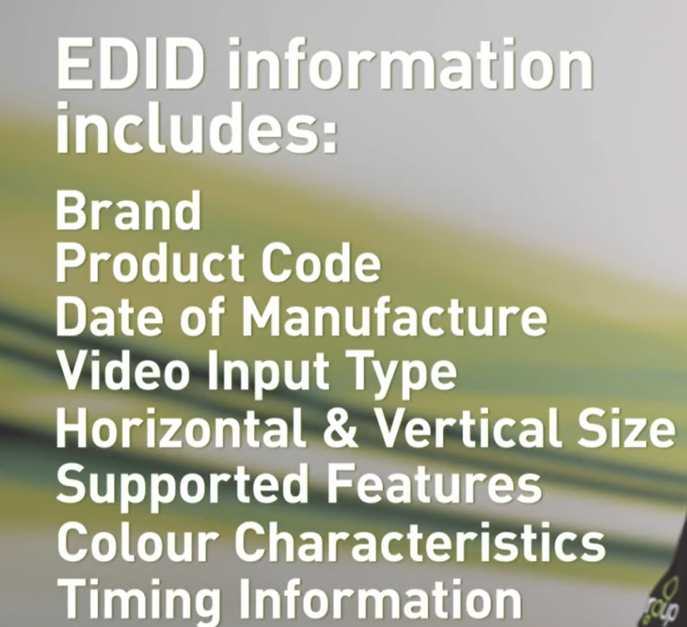 EDID information
includes:
Brand
Product Code
Date of Manufacture
Video Input Type
Horizontal & Vertical Size
Supported Features
Colour Characteristics
Timing Information